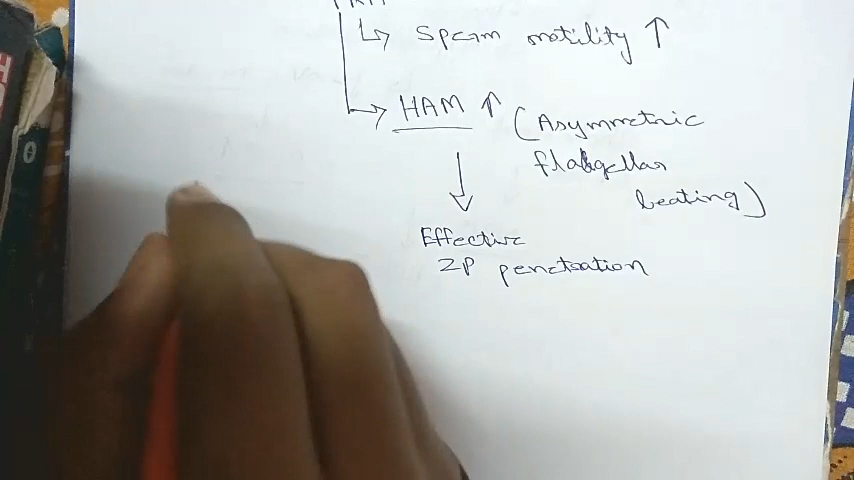 ↳ Sperm motility ↑
→ HAM ↑ (Asymmetric
flagellar
beating)
↓
Effective
ZP penetration